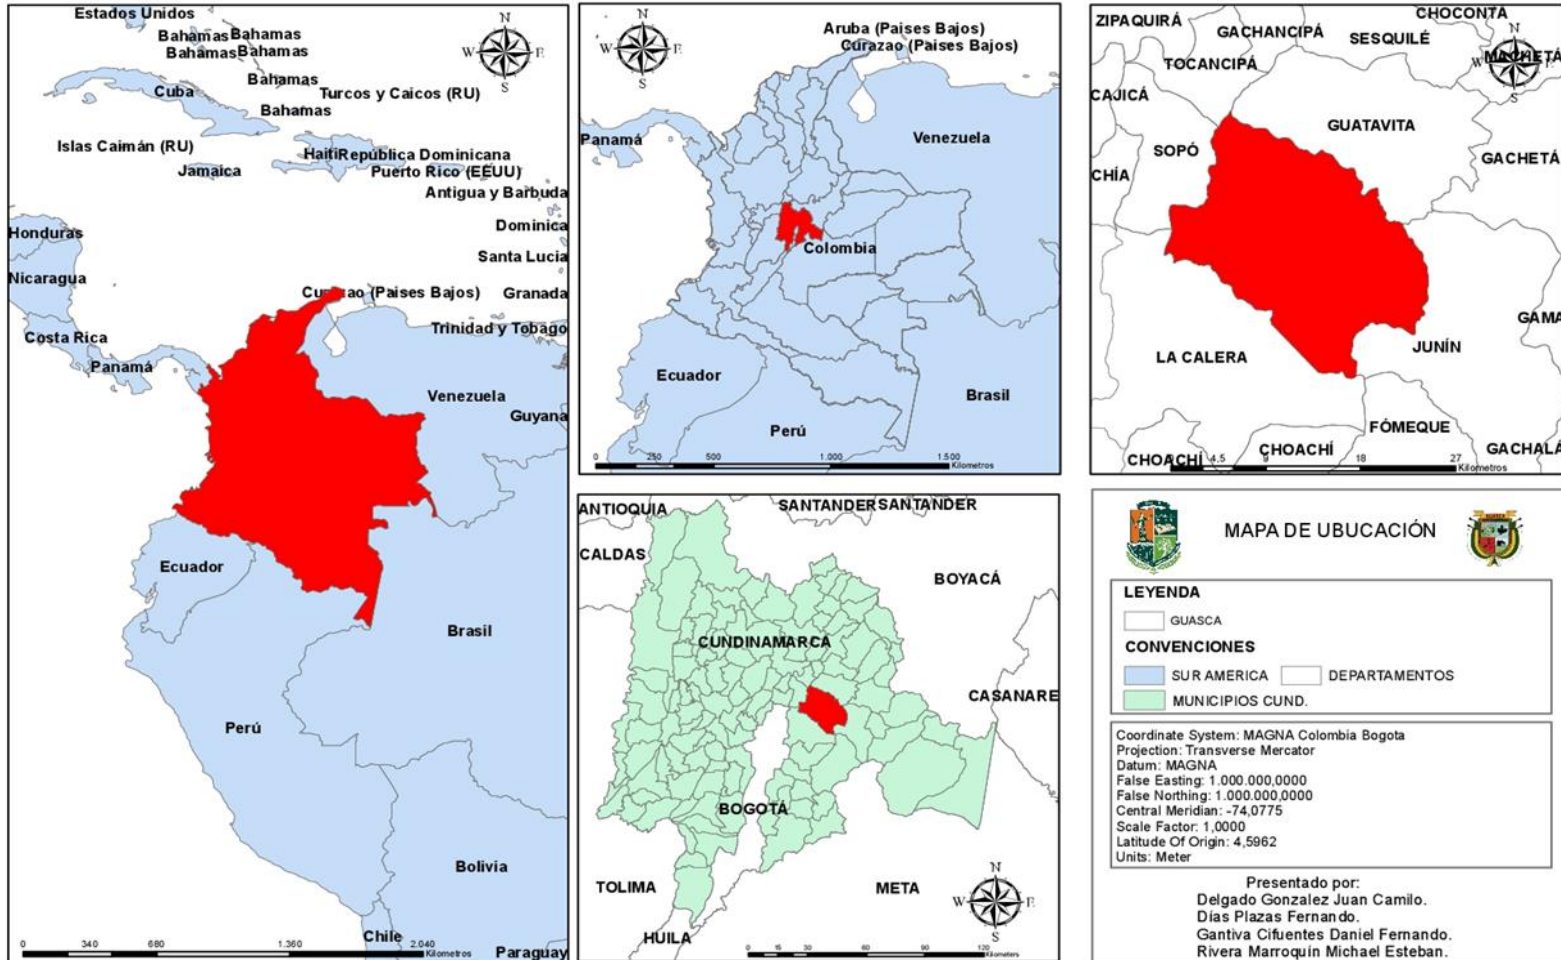 Estados Unidos
Bahamas
Bahamas
Bahamas
Bahamas
Bahamas
Turcos y Caicos (RU)
Cuba
Bahamas
Islas Caimán (RU)
Haití
República Dominicana
Jamaica
Puerto Rico (EEUU)
Antigua y Barbuda
Dominica
Honduras
Santa Lucia
Nicaragua
Curazao (Paises Bajos)
Granada
Costa Rica
Trinidad y Tobago
Panamá
Venezuela
Guyana
Ecuador
Brasil
Perú
Bolivia
Chile
Paraguay
0 340 680 1.360 2.040
Kilometros
N
W E
S
N
W E
S
Aruba (Paises Bajos)
Curazao (Paises Bajos)
Panamá
Venezuela
Colombia
Ecuador
Brasil
Perú
0 250 500 1.000 1.500
Kilometros
ZIPAQUIRÁ
CHOCONTA
GACHANCIPÁ
SESQUILÉ
N
W E
S
MACHETÁ
TOCANCIPÁ
CAJICÁ
GUATAVITA
SOPÓ
GACHETÁ
CHÍA
GAMA
JUNÍN
LA CALERA
FÓMEQUE
CHOACHÍ
CHOACHÍ
GACHALÁ
4,5 9 18 27
Kilometros
ANTIOQUIA
SANTANDER
SANTANDER
CALDAS
BOYACÁ
CUNDINAMARCA
CASANARE
BOGOTÁ
TOLIMA
META
HUILA
N
W E
S
0 15 30 60 90 120
Kilometers
MAPA DE UBUCACIÓN
LEYENDA
GUASCA
CONVENCIONES
SUR AMERICA
DEPARTAMENTOS
MUNICIPIOS CUND.
Coordinate System: MAGNA Colombia Bogota
Projection: Transverse Mercator
Datum: MAGNA
False Easting: 1.000.000,0000
False Northing: 1.000.000,0000
Central Meridian: -74,0775
Scale Factor: 1,0000
Latitude Of Origin: 4,5962
Units: Meter
Presentado por:
Delgado Gonzalez Juan Camilo.
Días Plazas Fernando.
Gantiva Cifuentes Daniel Fernando.
Rivera Marroquín Michael Esteban.